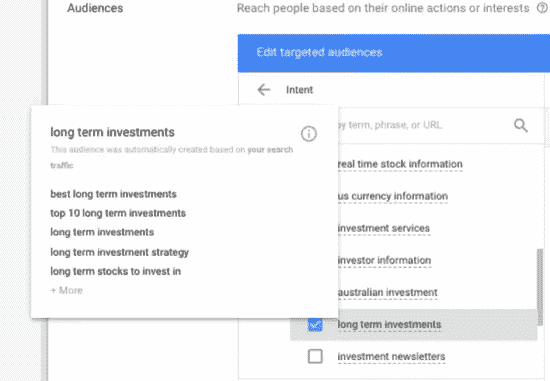 Audiences
Reach people based on their online actions or interests
Edit targeted audiences
Intent
by term, phrase, or URL
long term investments
This audience was automatically created based on your search
traffic
best long term investments
top 10 long term investments
long term investments
long term investment strategy
long term stocks to invest in
+ More
real time stock information
us currency information
investment services
investor information
australian investment
long term investments
investment newsletters